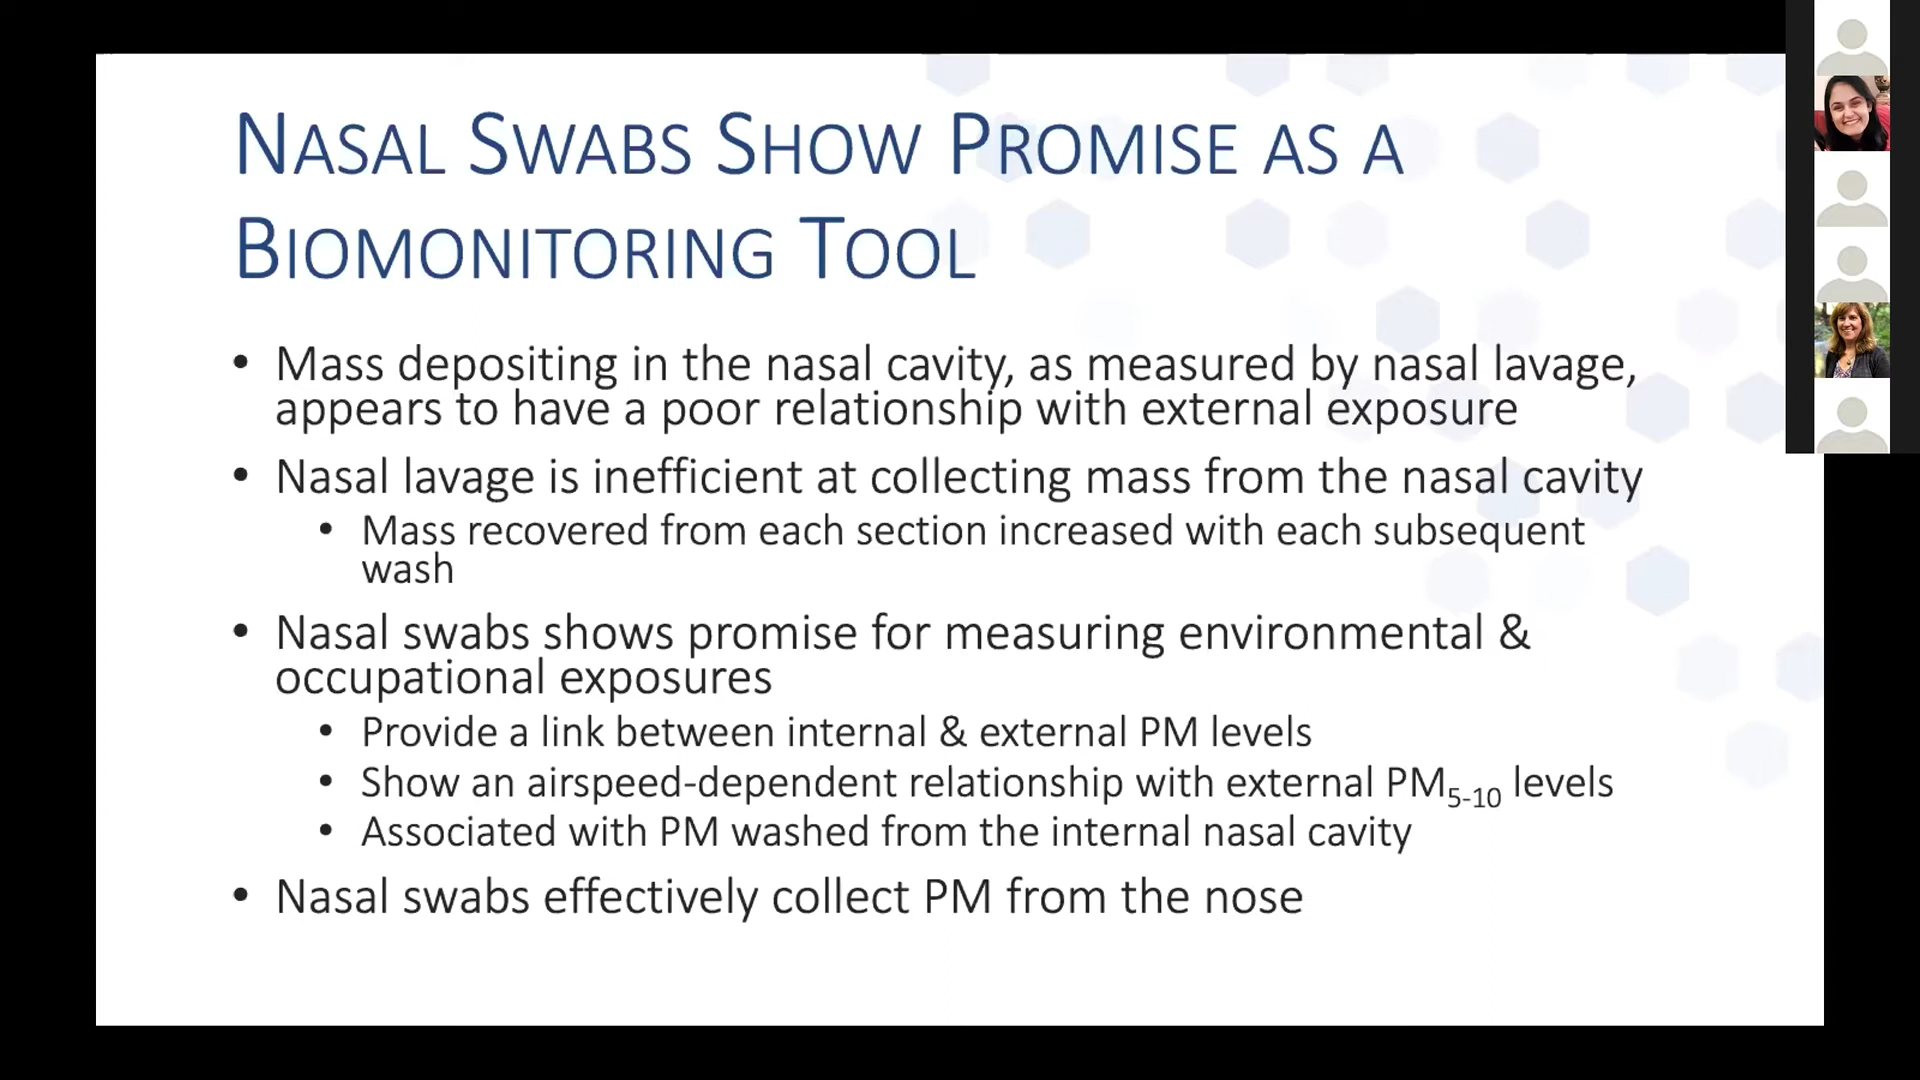 NASAL SWABS SHOW PROMISE AS A
BIOMONITORING TOOL
• Mass depositing in the nasal cavity, as measured by nasal lavage,
appears to have a poor relationship with external exposure
• Nasal lavage is inefficient at collecting mass from the nasal cavity
• Mass recovered from each section increased with each subsequent
wash
• Nasal swabs shows promise for measuring environmental &
occupational exposures
• Provide a link between internal & external PM levels
• Show an airspeed-dependent relationship with external PM5-10 levels
• Associated with PM washed from the internal nasal cavity
• Nasal swabs effectively collect PM from the nose